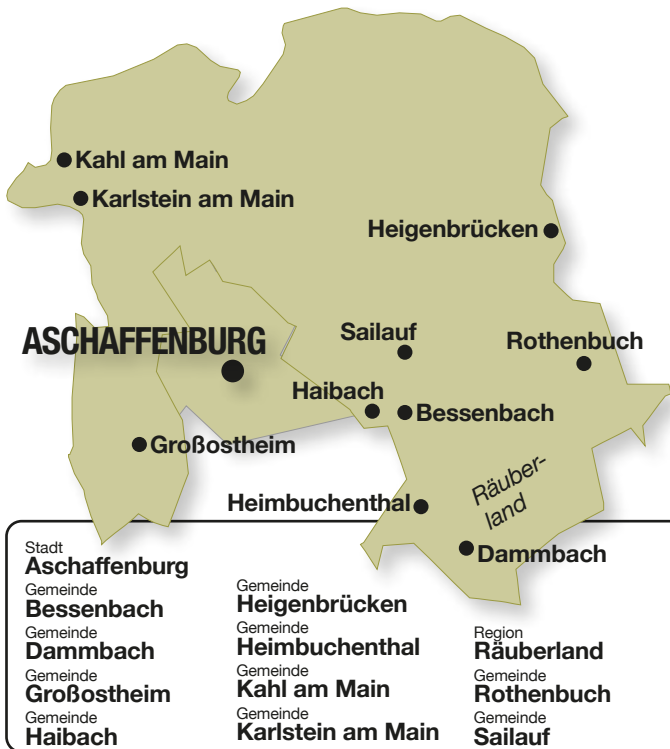 Kahl am Main
Karlstein am Main
Heigenbrücken
ASCHAFFENBURG
Sailauf
Rothenbuch
Haibach
Bessenbach
Großostheim
Räuber-
land
Heimbuchenthal
Dammbach
Stadt
Aschaffenburg
Gemeinde
Bessenbach
Gemeinde
Dammbach
Gemeinde
Großostheim
Gemeinde
Haibach
Gemeinde
Heigenbrücken
Gemeinde
Heimbuchenthal
Gemeinde
Kahl am Main
Gemeinde
Karlstein am Main
Region
Räuberland
Gemeinde
Rothenbuch
Gemeinde
Sailauf